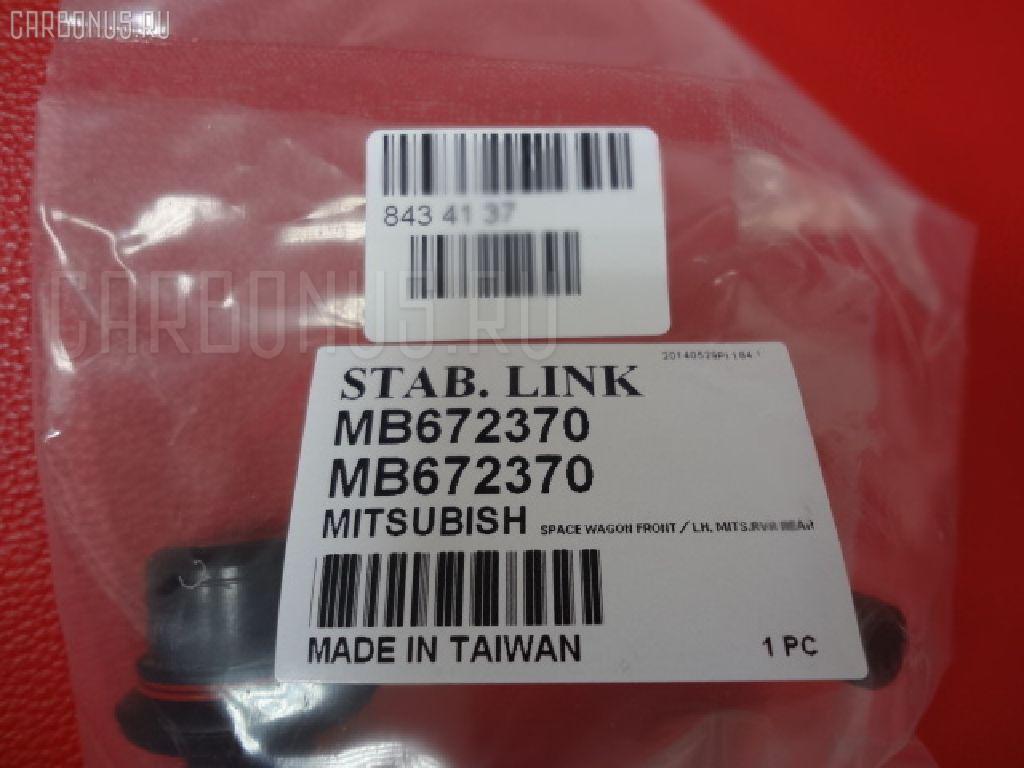 CARBONUS.RU
843 41 37
CARBONUS.RU
STAB. LINK
MB672370
MB672370
MITSUBISH SPACE WAGON FRONT / LH, MITS.RVR REAR
MADE IN TAIWAN 1 PC